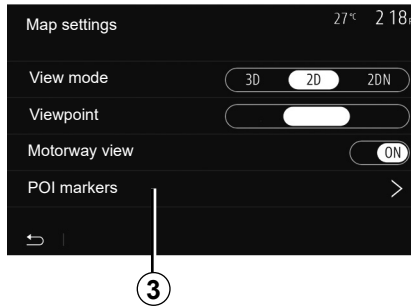 Map settings 27°C 2 18
View mode 3D 2D 2DN
Viewpoint
Motorway view ON
POI markers
3